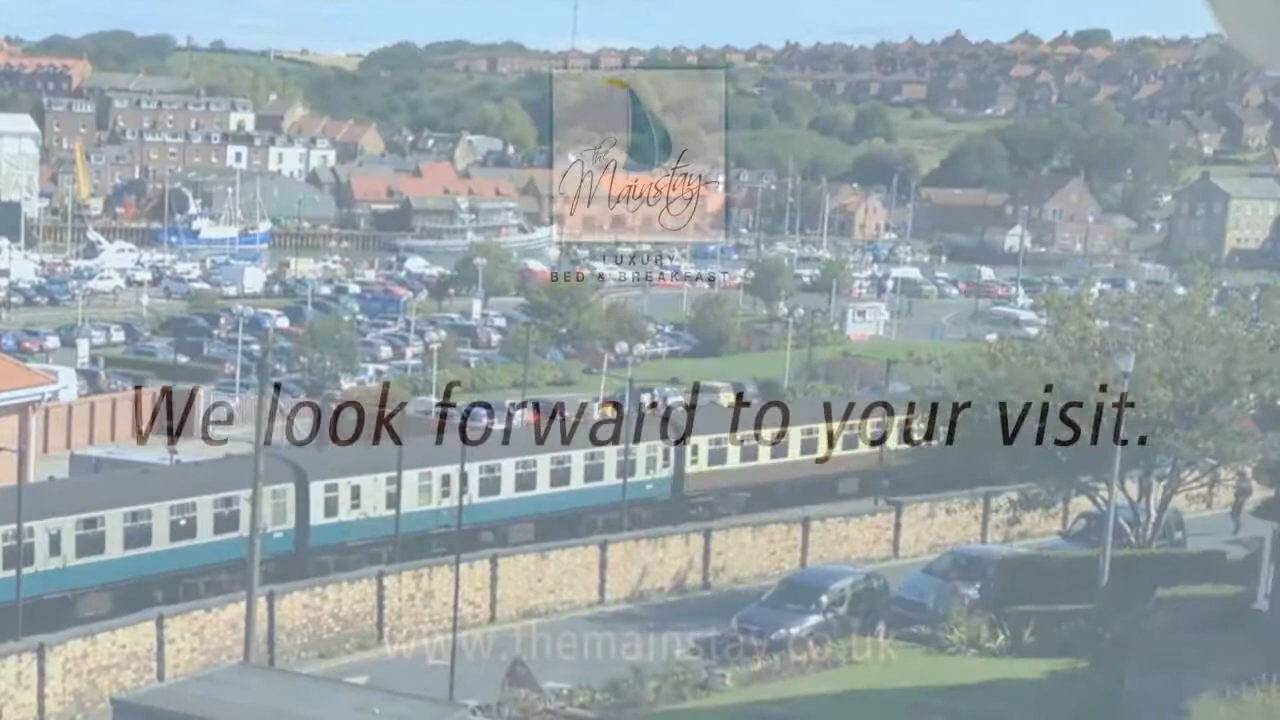 The
Mainstay
LUXURY
BED & BREAKFAST
We look forward to your visit.
www.themainstay.co.uk